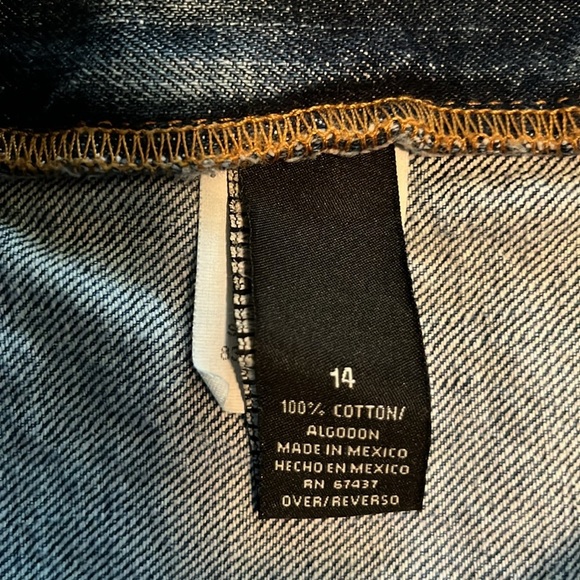 14
100% COTTON/
ALGODON
MADE IN MEXICO
HECHO EN MEXICO
RN 67437
OVER/REVERSO